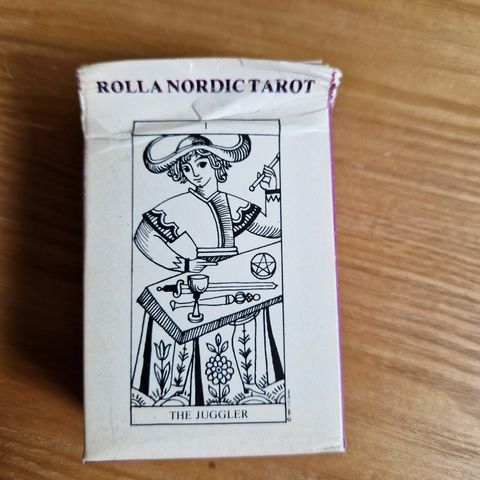 ROLLA NORDIC TAROT
I
THE JUGGLER